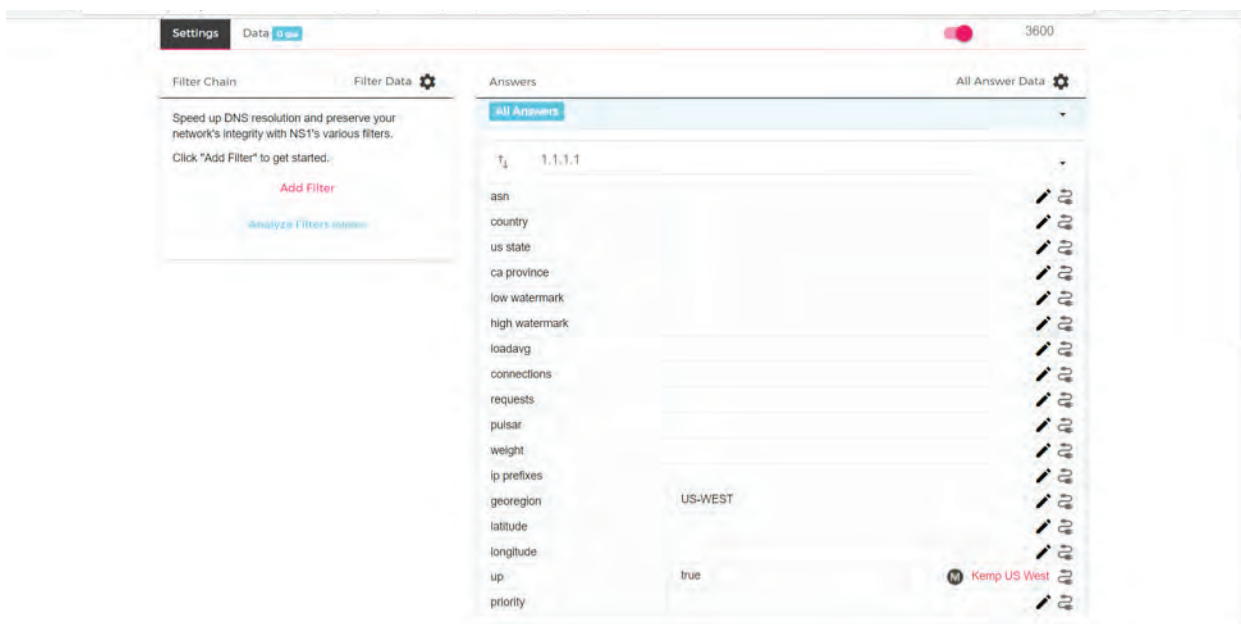 Settings Data 3600
Filter Chain Filter Data
Speed up DNS resolution and preserve your
network's integrity with NS1's various filters.
Click "Add Filter" to get started.
Add Filter
Analyze Filters
Answers All Answer Data
All Answers
1.1.1.1
asn
country
us state
ca province
low watermark
high watermark
loadavg
connections
requests
pulsar
weight
ip prefixes
georegion US-WEST
latitude
longitude
up true M Kemp US West
priority